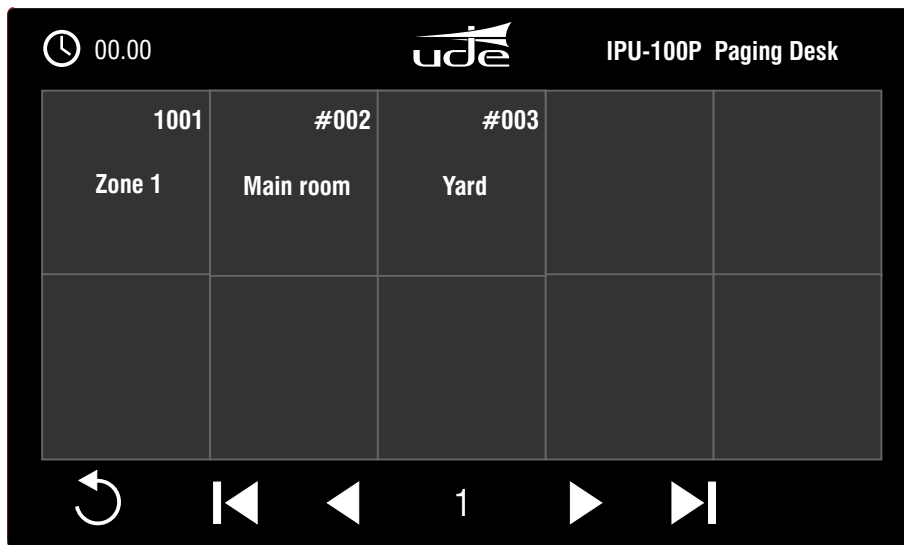 00.00
ude
IPU-100P Paging Desk
1001
#002
#003
Zone 1
Main room
Yard
1